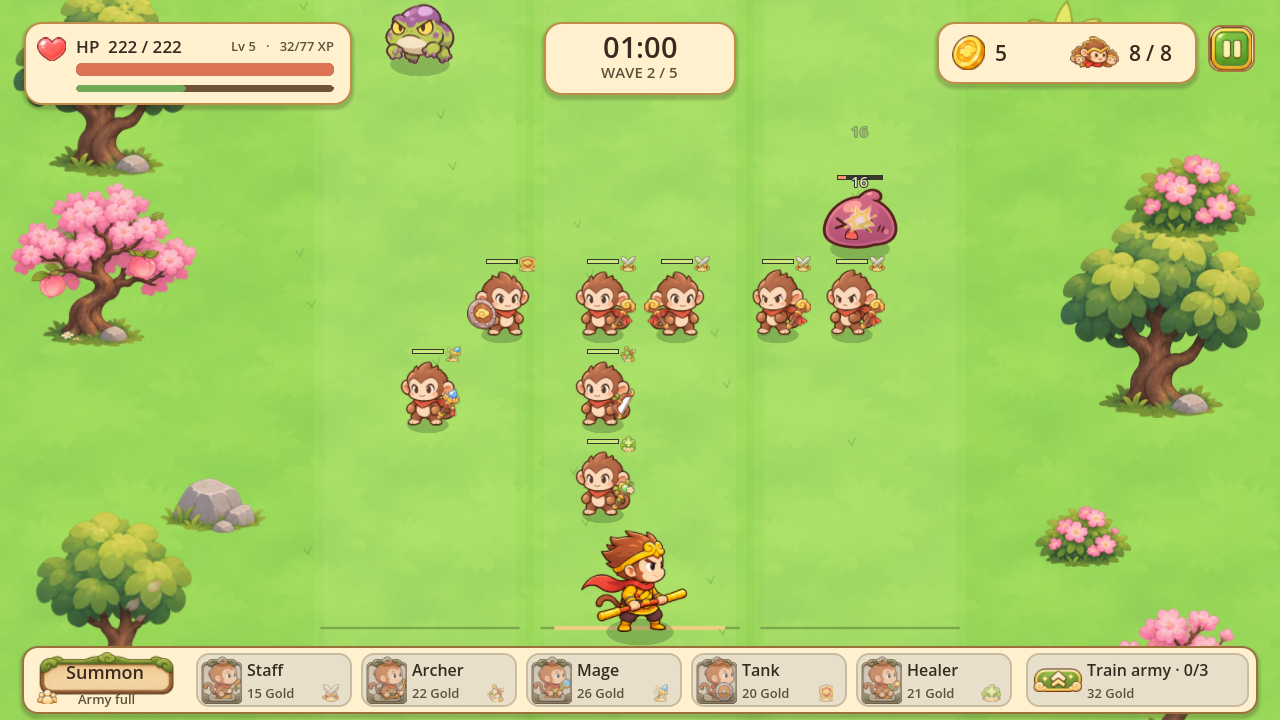 HP 222 / 222
Lv 5 · 32/77 XP
01:00
WAVE 2 / 5
5
8 / 8
16
16
Summon
Army full
Staff
15 Gold
Archer
22 Gold
Mage
26 Gold
Tank
20 Gold
Healer
21 Gold
Train army · 0/3
32 Gold